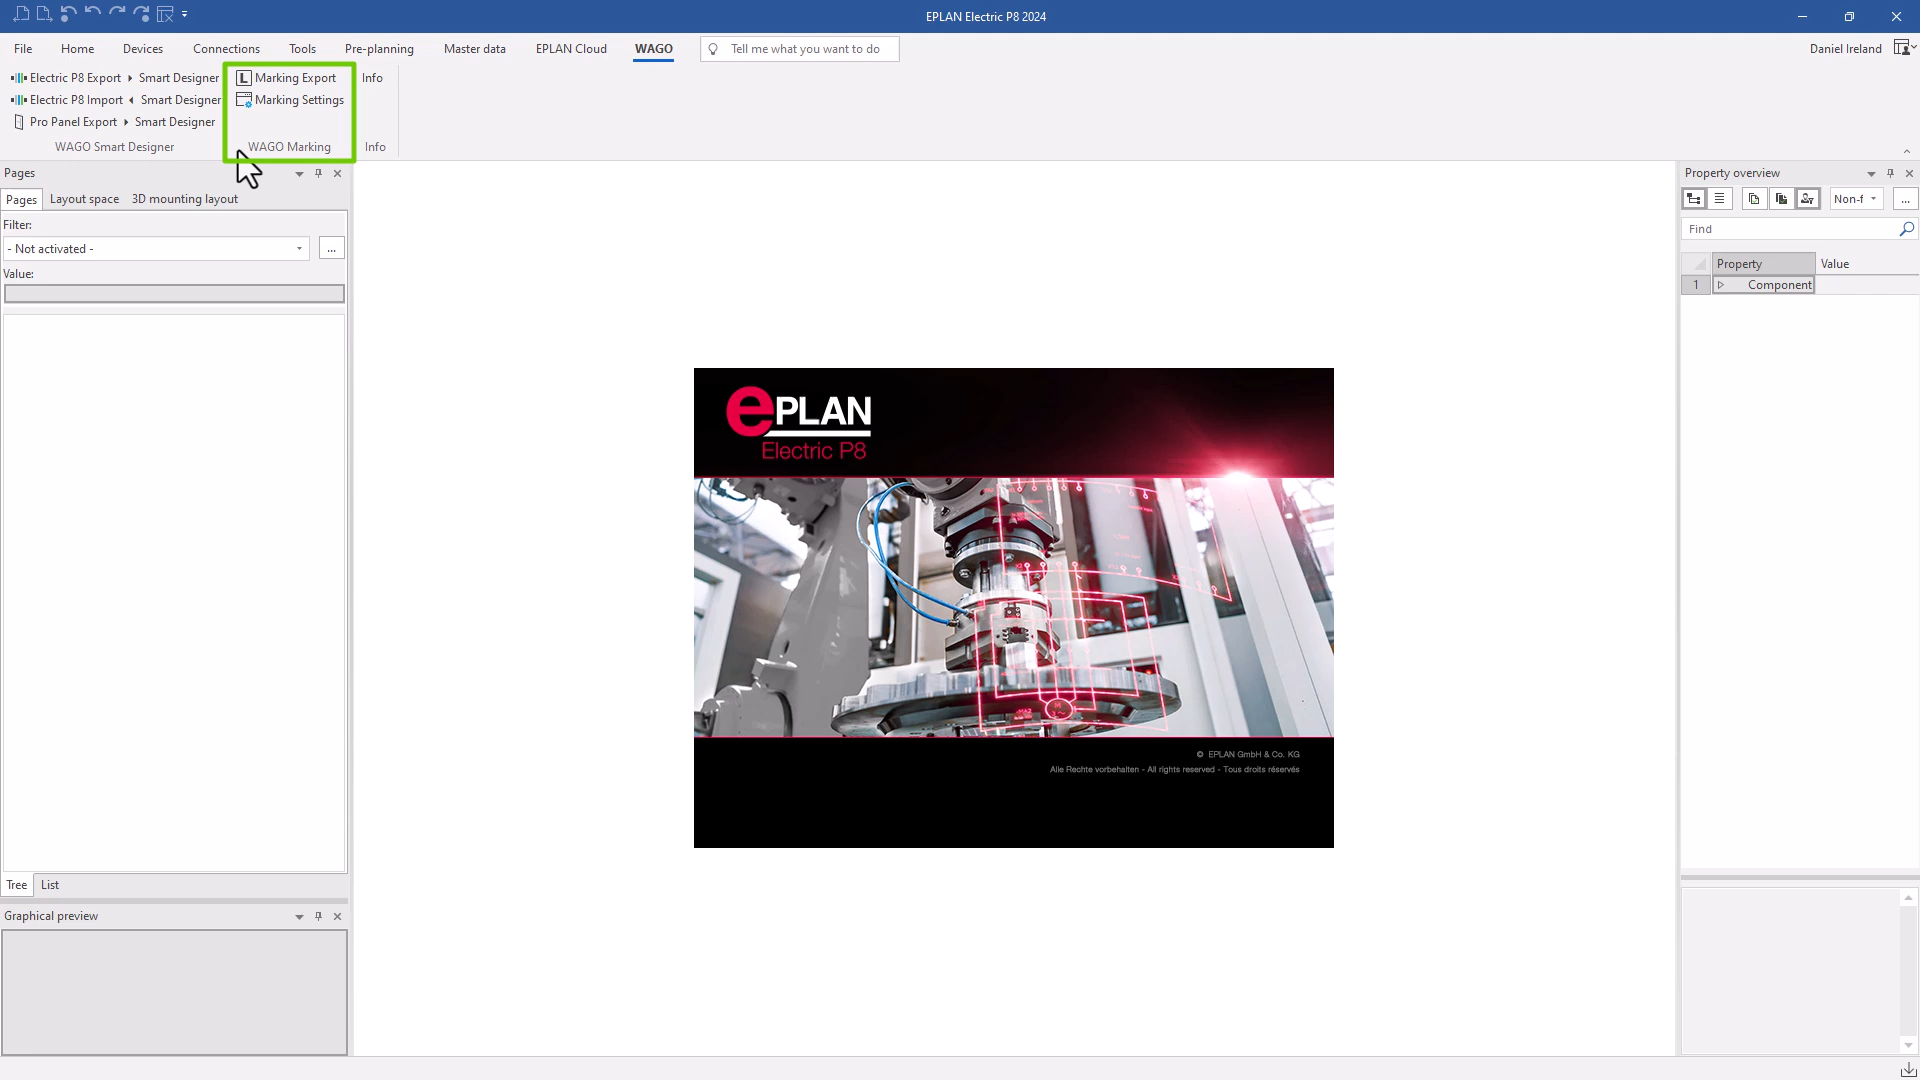 EPLAN Electric P8 2024
File Home Devices Connections Tools Pre-planning Master data EPLAN Cloud WAGO Tell me what you want to do Daniel Ireland
Electric P8 Export Smart Designer L Marking Export Info
Electric P8 Import Smart Designer Marking Settings
Pro Panel Export Smart Designer
WAGO Smart Designer WAGO Marking Info
Pages Property overview
Pages Layout space 3D mounting layout Non-f ...
Filter:
- Not activated - ...
Find
Value:
Property Value
1 Component
ePLAN
Electric P8
© EPLAN GmbH & Co. KG
Alle Rechte vorbehalten - All rights reserved - Tous droits réservés
Tree List
Graphical preview